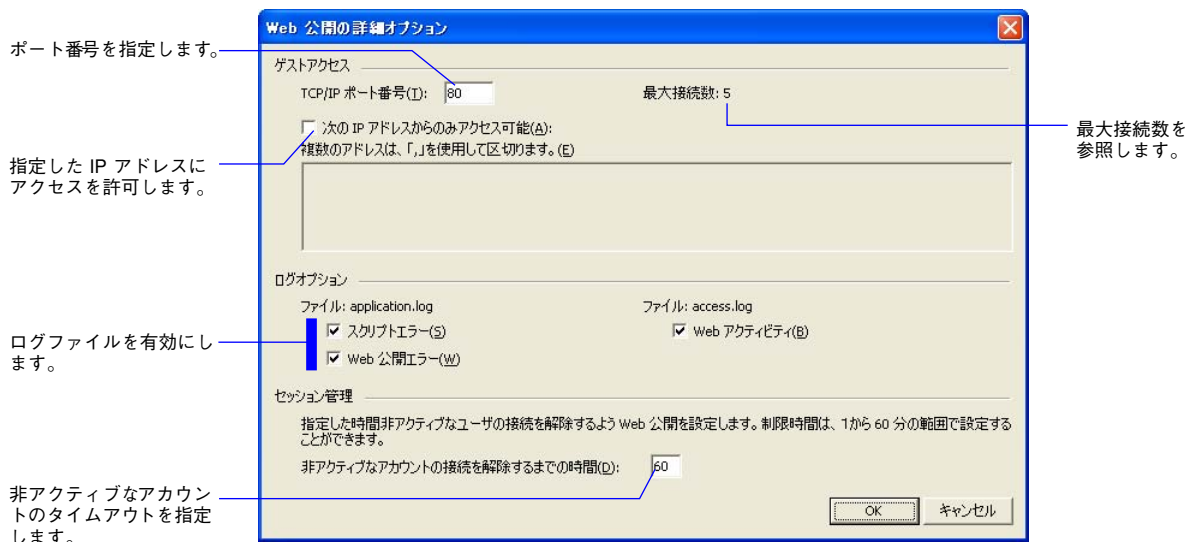 Web 公開の詳細オプション
ポート番号を指定します。
ゲストアクセス
TCP/IP ポート番号(T): 80
最大接続数: 5
次の IP アドレスからのみアクセス可能(A):
複数のアドレスは、「,」を使用して区切ります。(E)
最大接続数を
参照します。
指定した IP アドレスに
アクセスを許可します。
ログオプション
ファイル: application.log
ファイル: access.log
スクリプトエラー(S)
Web アクティビティ(B)
Web 公開エラー(W)
ログファイルを有効にし
ます。
セッション管理
指定した時間非アクティブなユーザの接続を解除するよう Web 公開を設定します。制限時間は、1から 60 分の範囲で設定する
ことができます。
非アクティブなアカウントの接続を解除するまでの時間(D): 60
非アクティブなアカウン
トのタイムアウトを指定
します。
OK
キャンセル